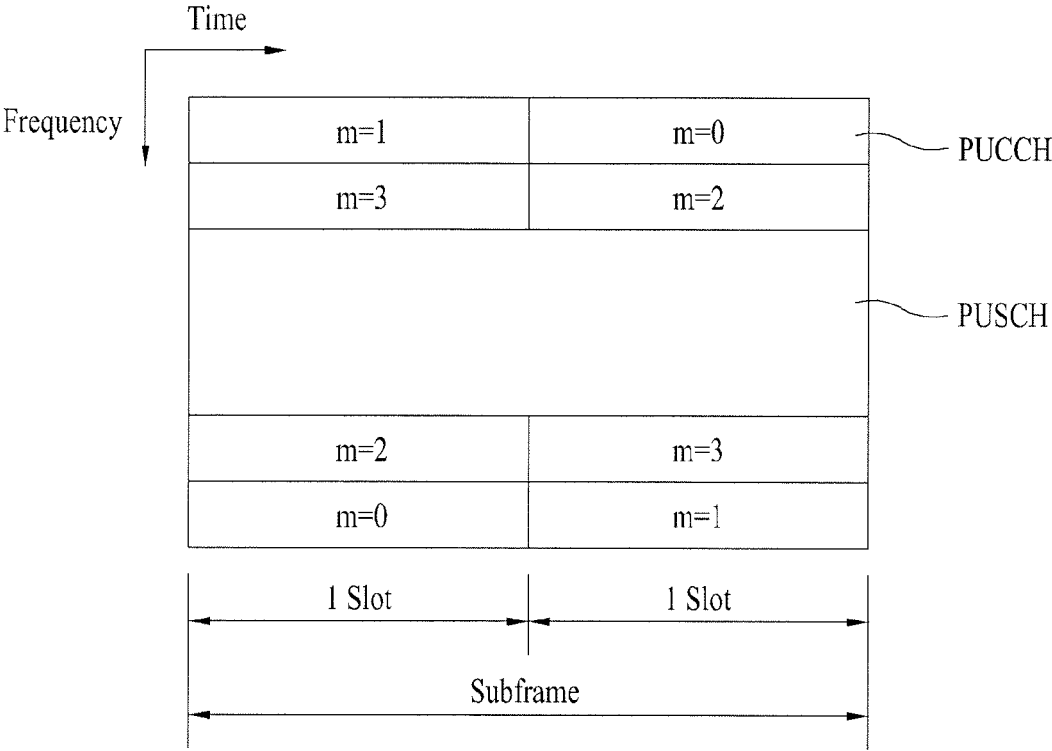 Time
Frequency
m=1 m=0
PUCCH
m=3 m=2
PUSCH
m=2 m=3
m=0 m=1
1 Slot 1 Slot
Subframe